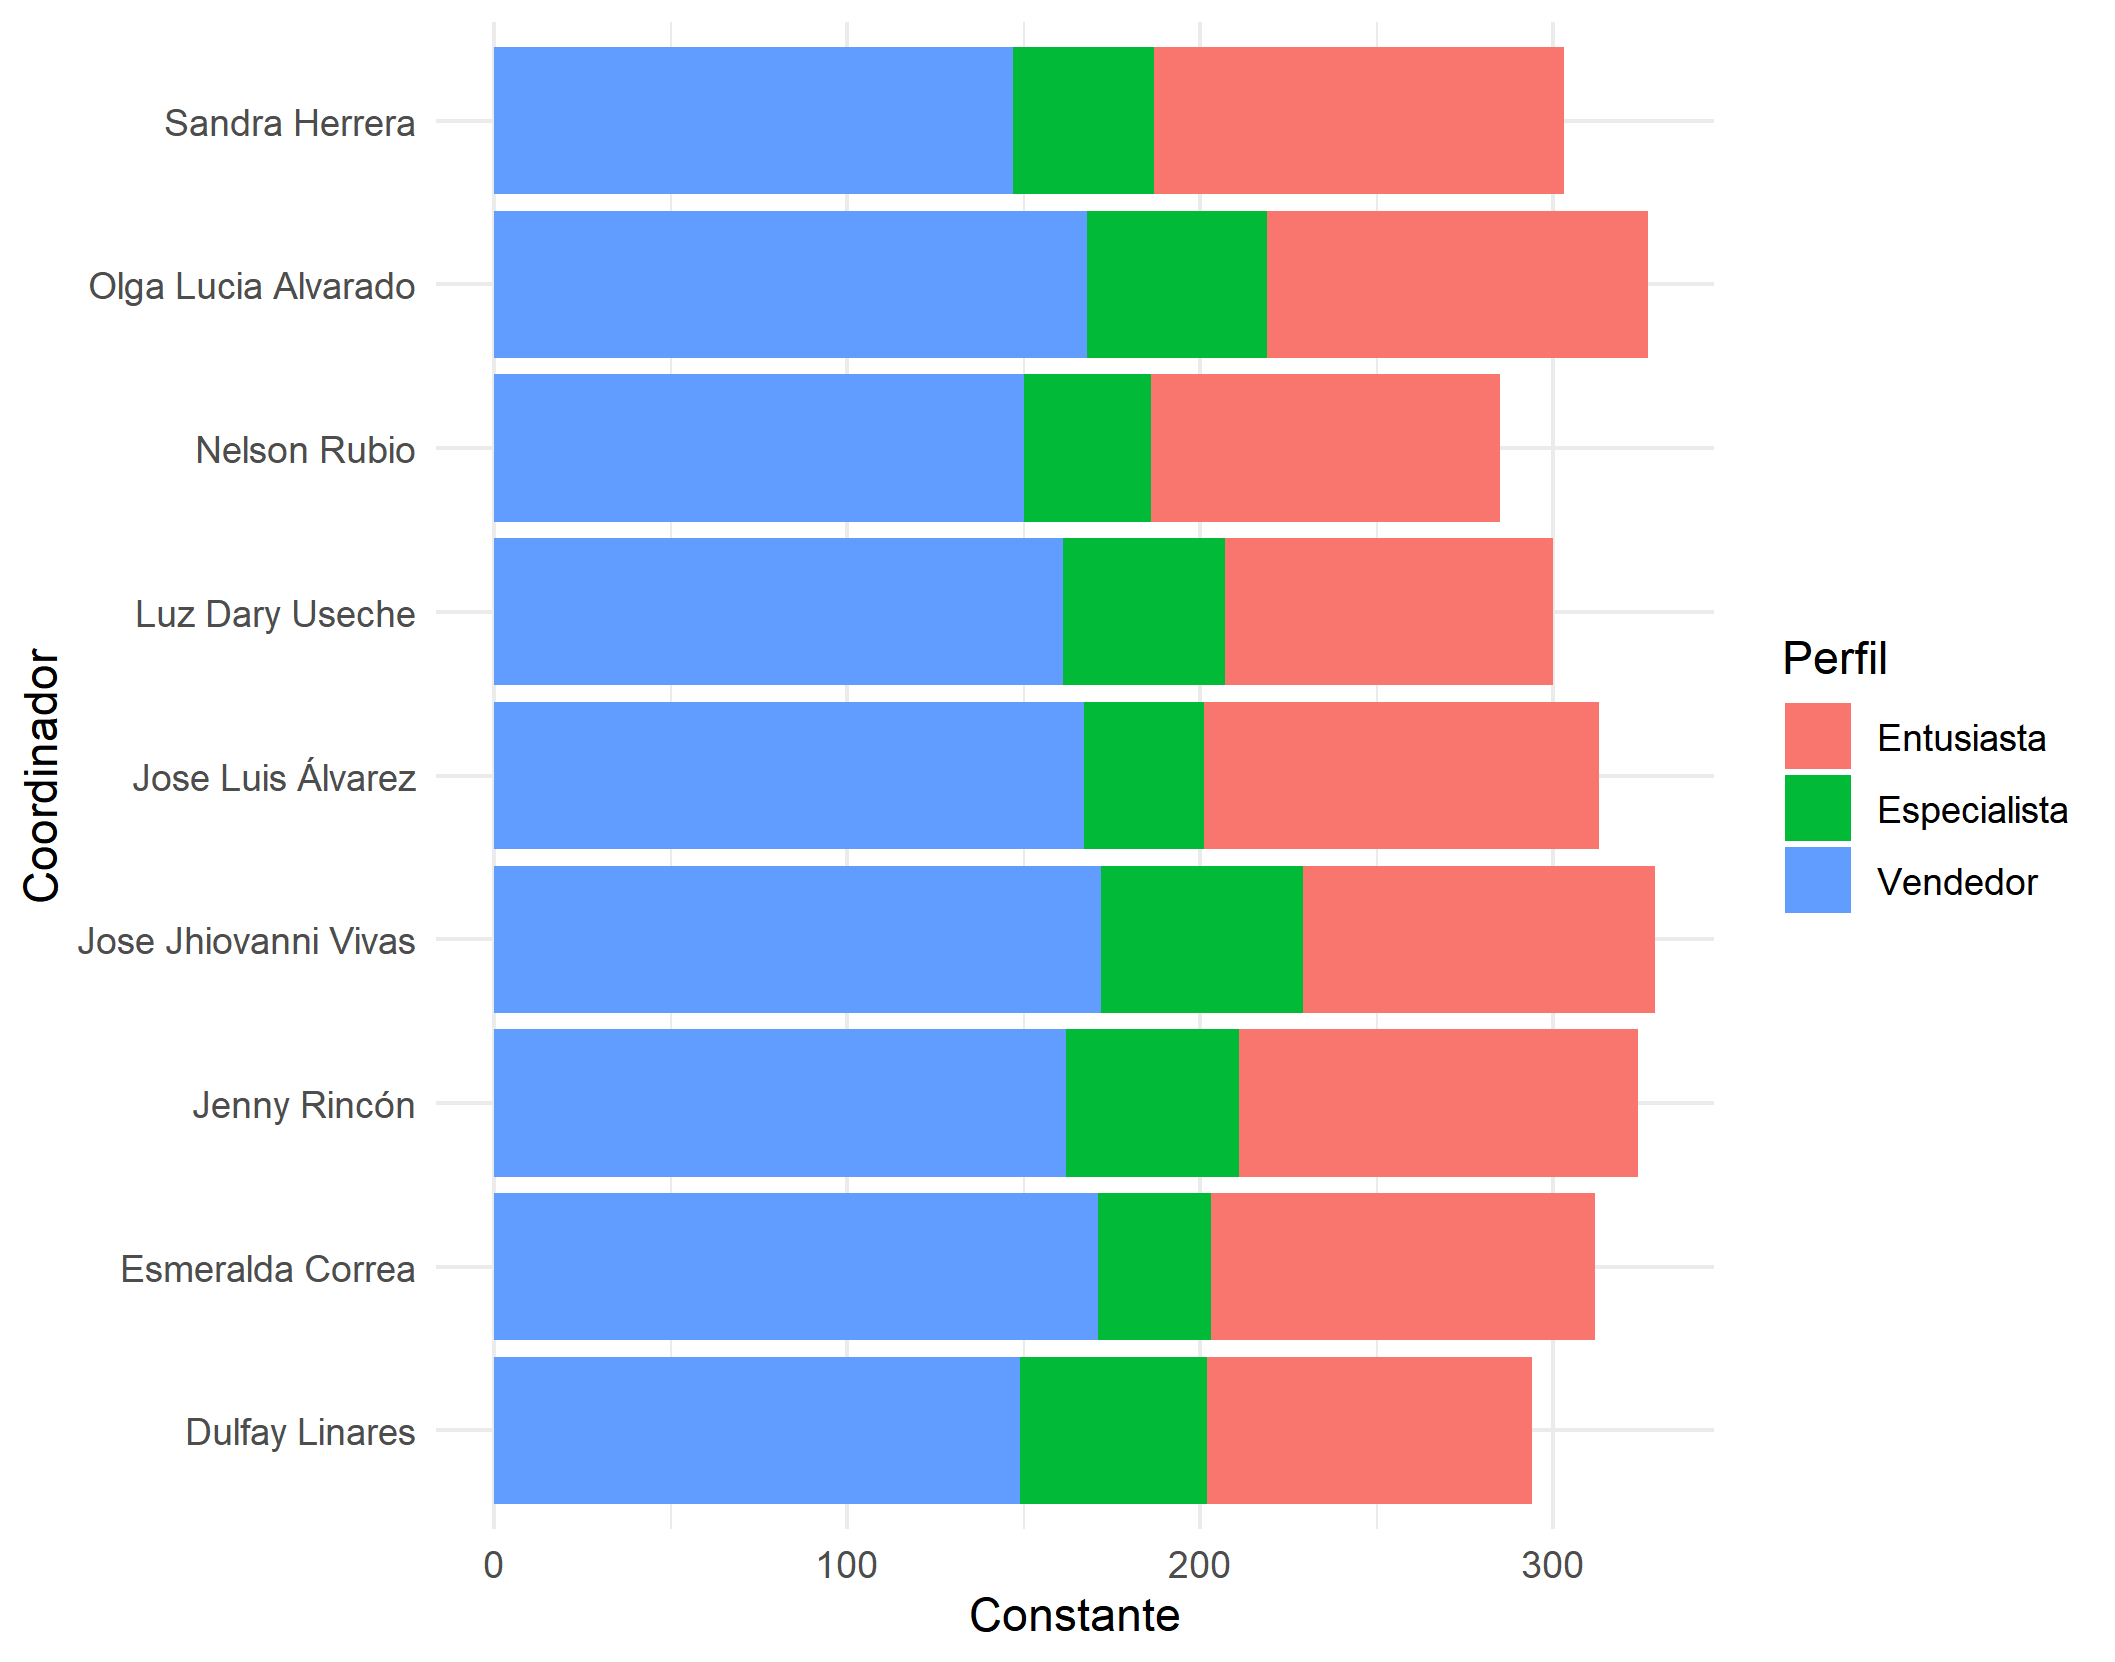 Coordinador
Sandra Herrera
Olga Lucia Alvarado
Nelson Rubio
Luz Dary Useche
Jose Luis Álvarez
Jose Jhiovanni Vivas
Jenny Rincón
Esmeralda Correa
Dulfay Linares
0 100 200 300
Constante
Perfil
Entusiasta
Especialista
Vendedor